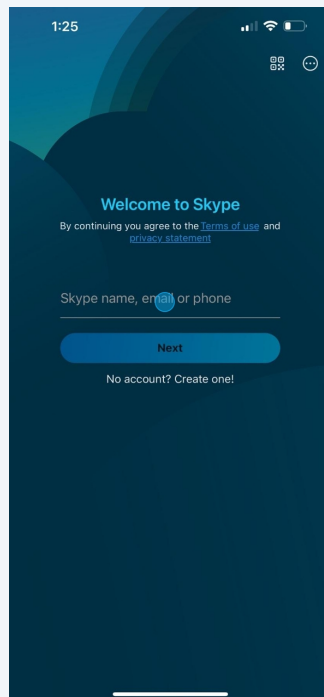 1:25
Welcome to Skype
By continuing you agree to the Terms of use and
privacy statement
Skype name, email or phone
Next
No account? Create one!